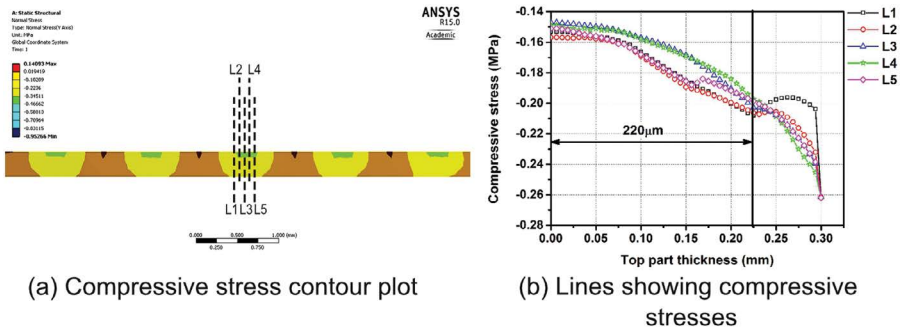 A: Static Structural
Normal Stress
Type: Normal Stress(Y Axis)
Unit: MPa
Global Coordinate System
Time: 1
0.14093 Max
0.019419
-0.10209
-0.2236
-0.34511
-0.46662
-0.58813
-0.70964
-0.83115
-0.95266 Min
ANSYS
R15.0
Academic
L2 L4
L1 L3 L5
0.000 0.500 1.000 (mm)
0.250 0.750
(a) Compressive stress contour plot
Compressive stress (MPa)
-0.14
-0.16
-0.18
-0.20
-0.22
-0.24
-0.26
-0.28
220μm
0.00 0.05 0.10 0.15 0.20 0.25 0.30
Top part thickness (mm)
L1
L2
L3
L4
L5
(b) Lines showing compressive
stresses